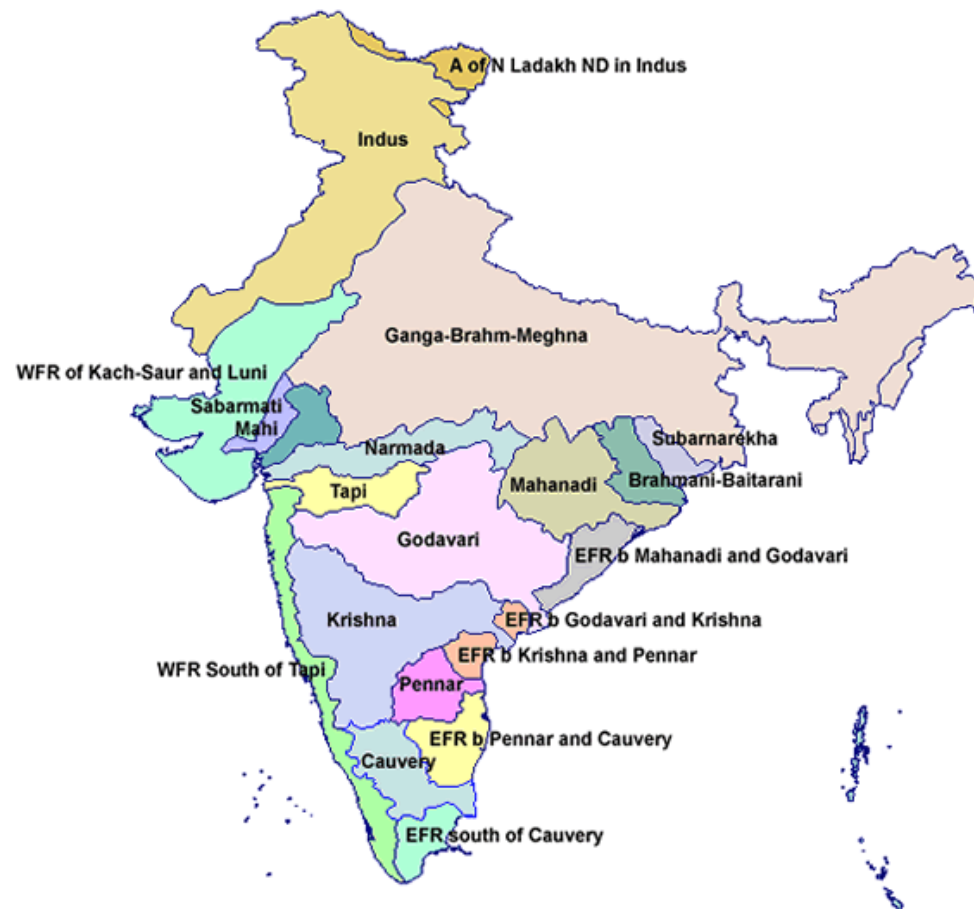 A of N Ladakh ND in Indus
Indus
Ganga-Brahm-Meghna
WFR of Kach-Saur and Luni
Sabarmati
Mahi
Subarnarekha
Narmada
Brahmani-Baitarani
Mahanadi
Tapi
Godavari
EFR b Mahanadi and Godavari
Krishna
EFR b Godavari and Krishna
EFR b Krishna and Pennar
WFR South of Tapi
Pennar
EFR b Pennar and Cauvery
Cauvery
EFR south of Cauvery